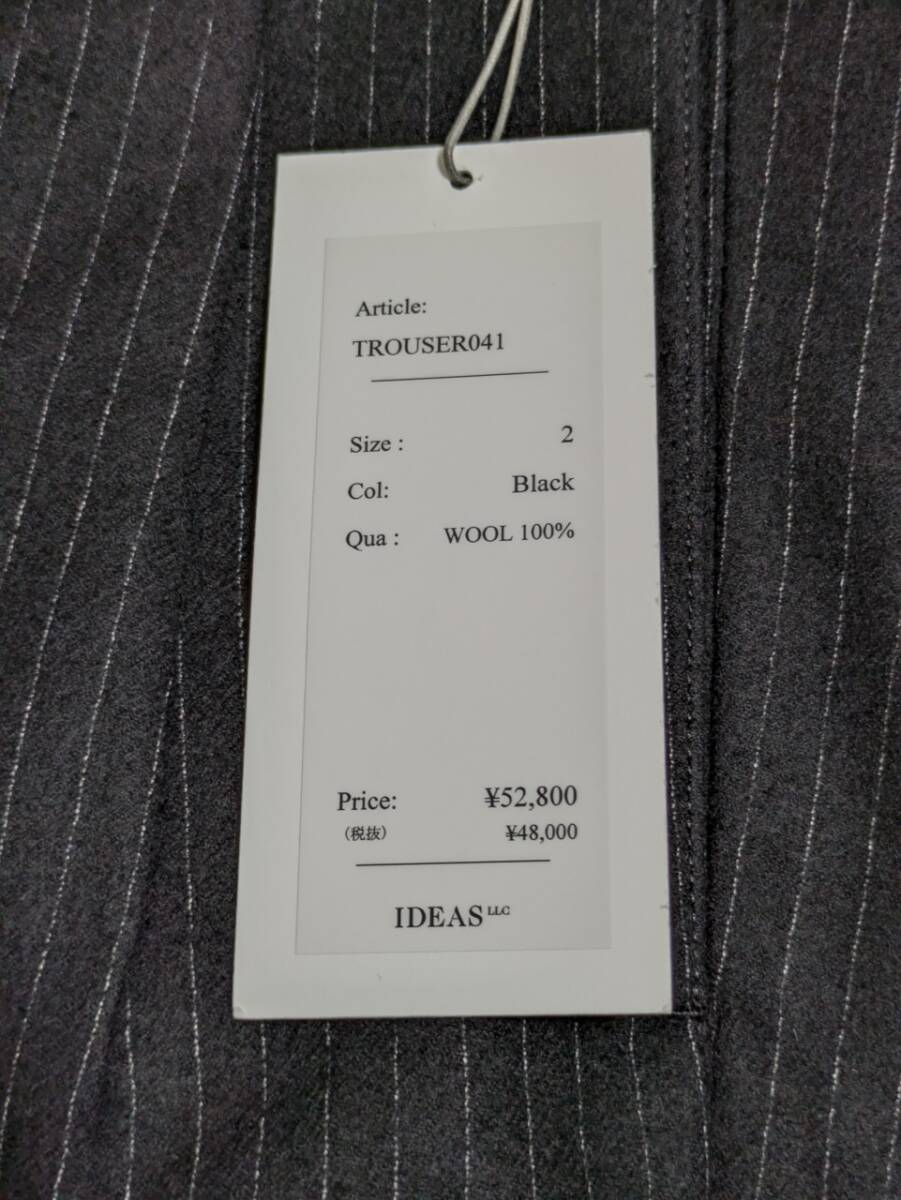 Article:
TROUSER041
Size : 2
Col: Black
Qua : WOOL 100%
Price: ¥52,800
(税抜) ¥48,000
IDEAS LLC